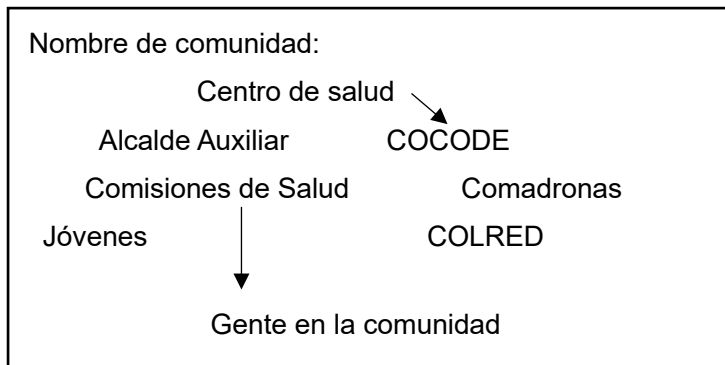 Nombre de comunidad:
Centro de salud
Alcalde Auxiliar COCODE
Comisiones de Salud Comadronas
Jóvenes COLRED
Gente en la comunidad